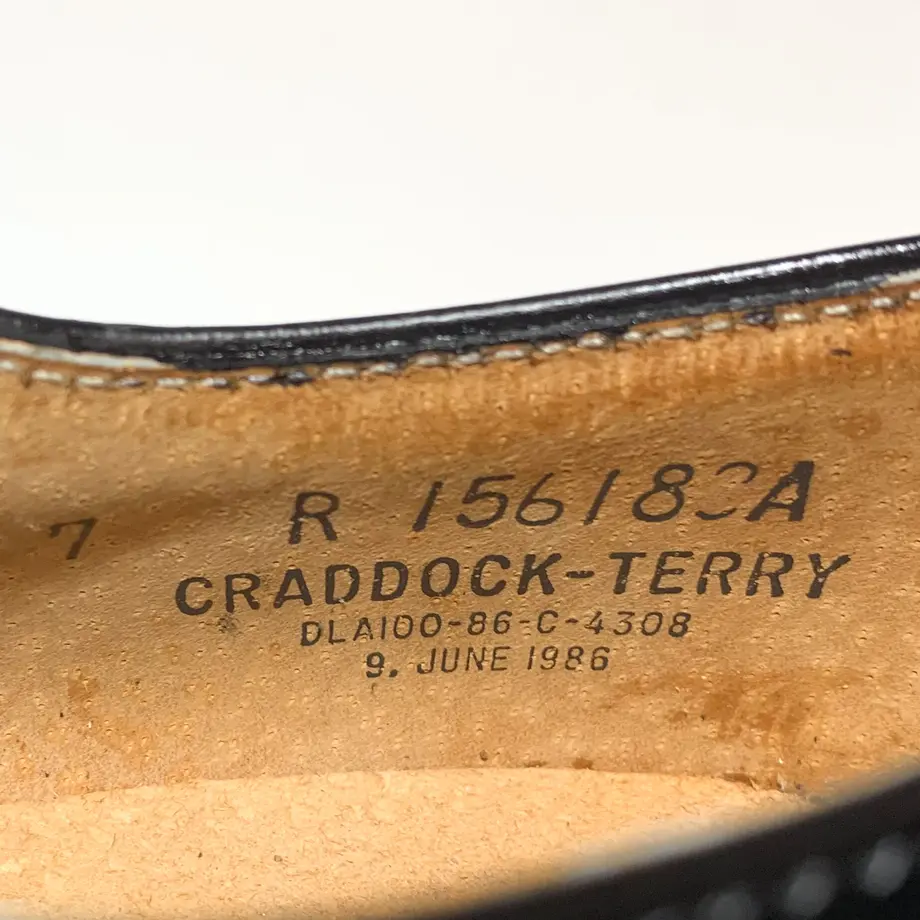 7 R
CRADDOCK-TERRY
DLA100-86-C-4308
9. JUNE 1986